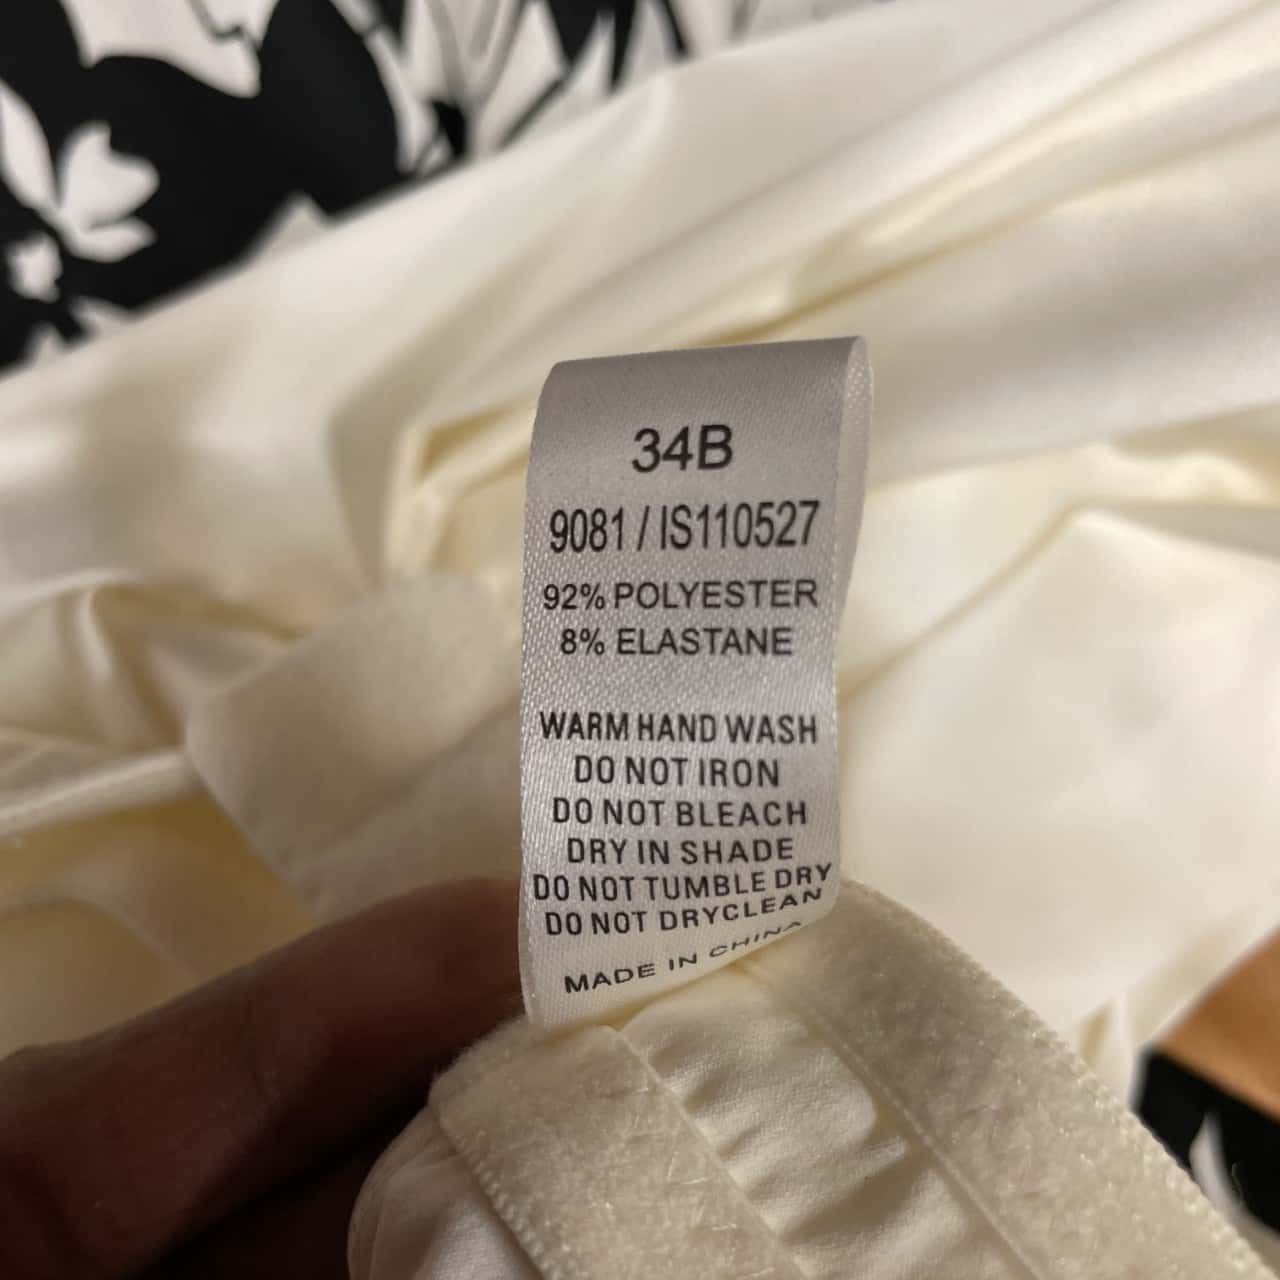 34B
9081 / IS110527
92% POLYESTER
8% ELASTANE
WARM HAND WASH
DO NOT IRON
DO NOT BLEACH
DRY IN SHADE
DO NOT TUMBLE DRY
DO NOT DRYCLEAN
MADE IN CHINA